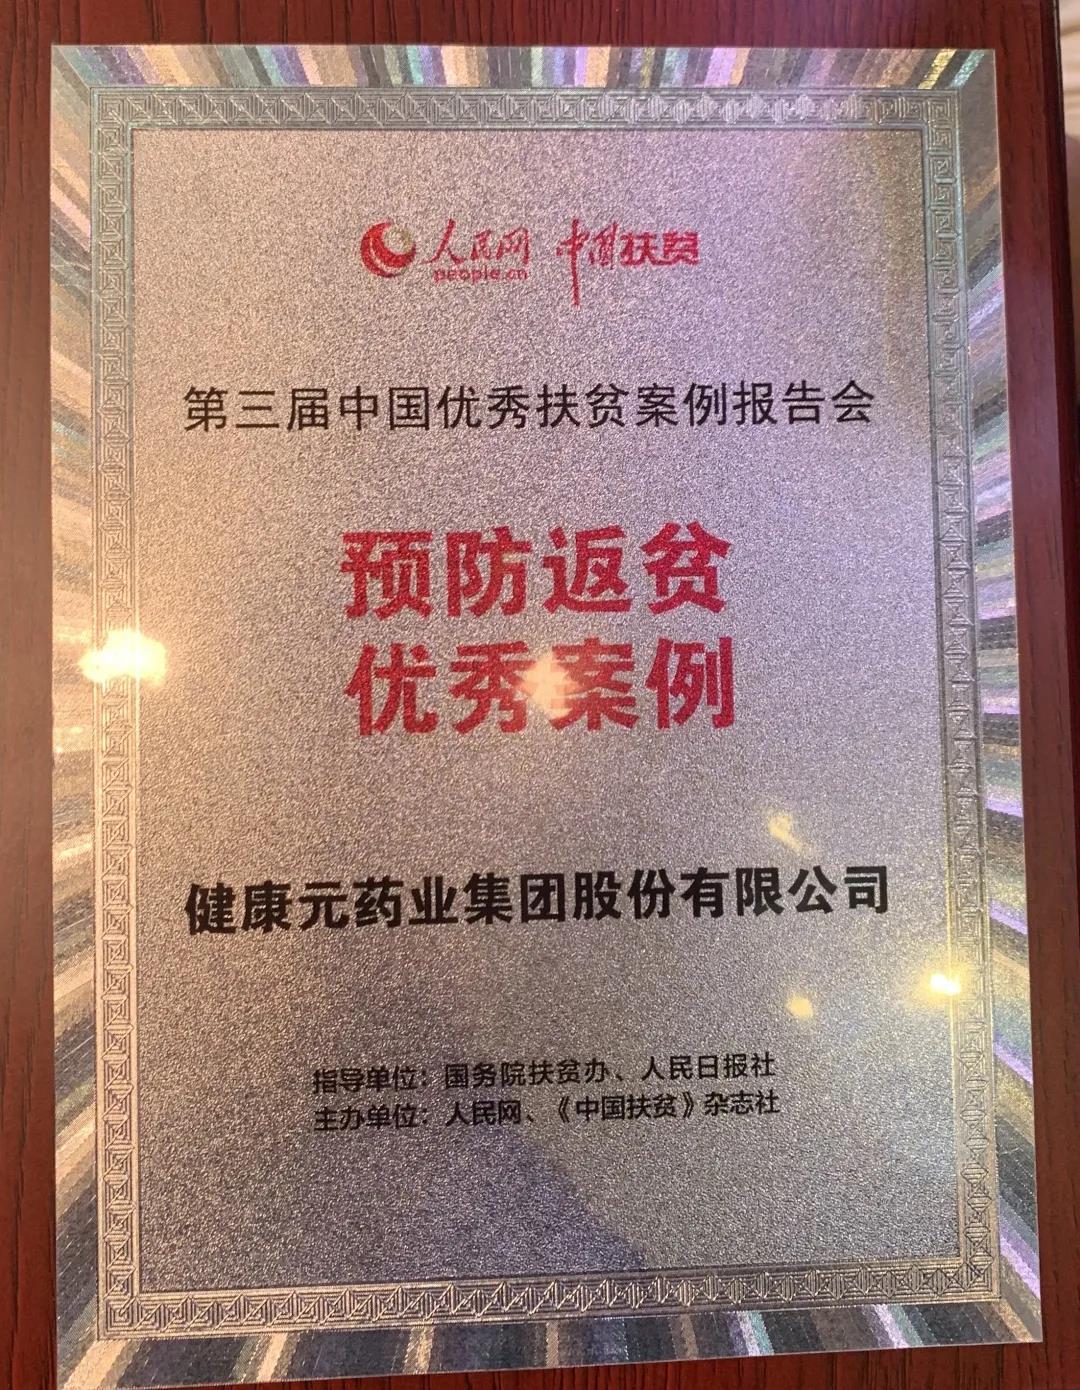 人民网 中国扶贫
people.cn
第三届中国优秀扶贫案例报告会
预防返贫
优秀案例
健康元药业集团股份有限公司
指导单位：国务院扶贫办、人民日报社
主办单位：人民网、《中国扶贫》杂志社